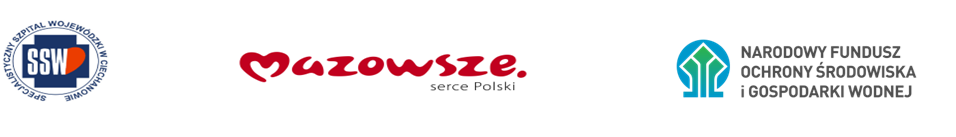 SPECJALISTYCZNY SZPITAL WOJEWÓDZKI W CIECHANOWIE
SSW
Mazowsze.
serce Polski
NARODOWY FUNDUSZ
OCHRONY ŚRODOWISKA
i GOSPODARKI WODNEJ